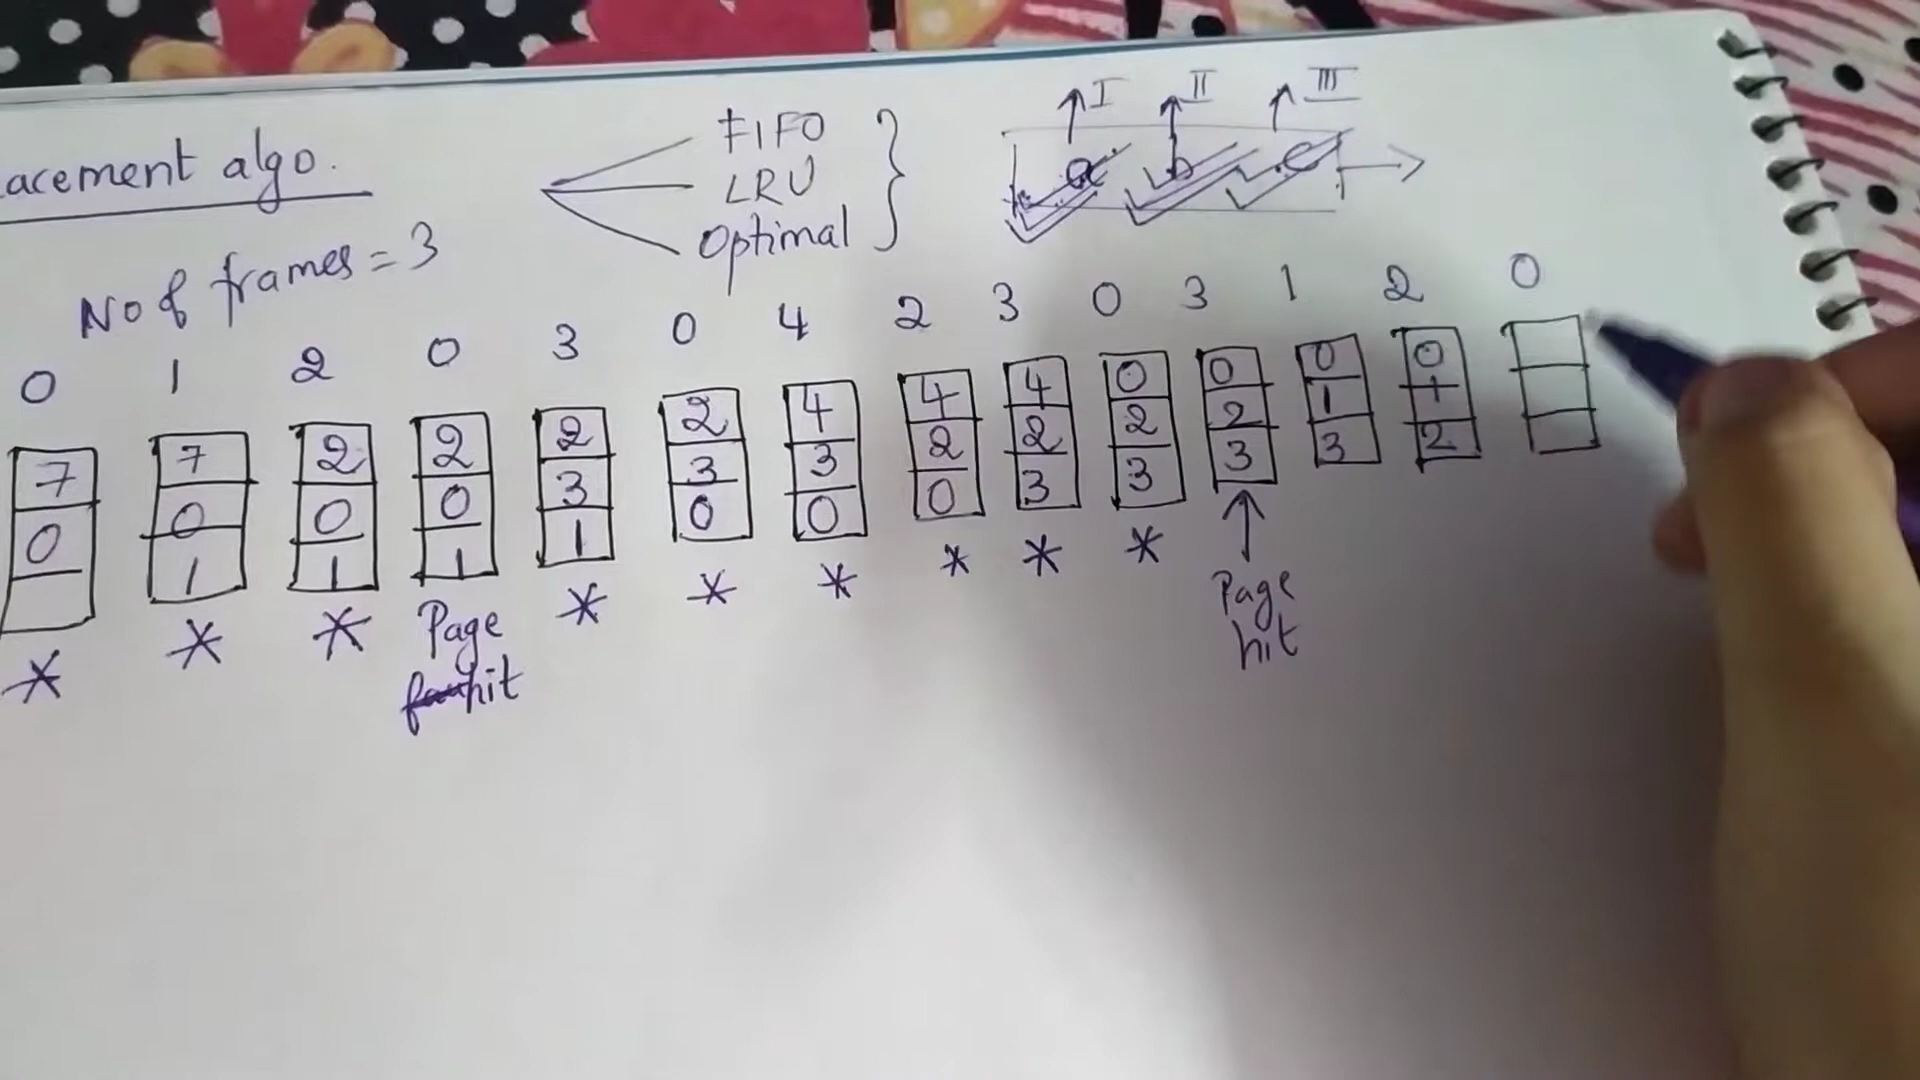 acement algo.
FIFO
LRU
Optimal
I II III
a b c
No of frames = 3
0 1 2 0 3 0 4 2 3 0 3 1 2 0
7 7 2 2 2 2 4 4 4 0 0 0 0
0 0 0 0 3 3 3 2 2 2 2 1 1
1 1 1 1 0 0 0 3 3 3 3 2
* * * Page hit * * * * * * Page hit